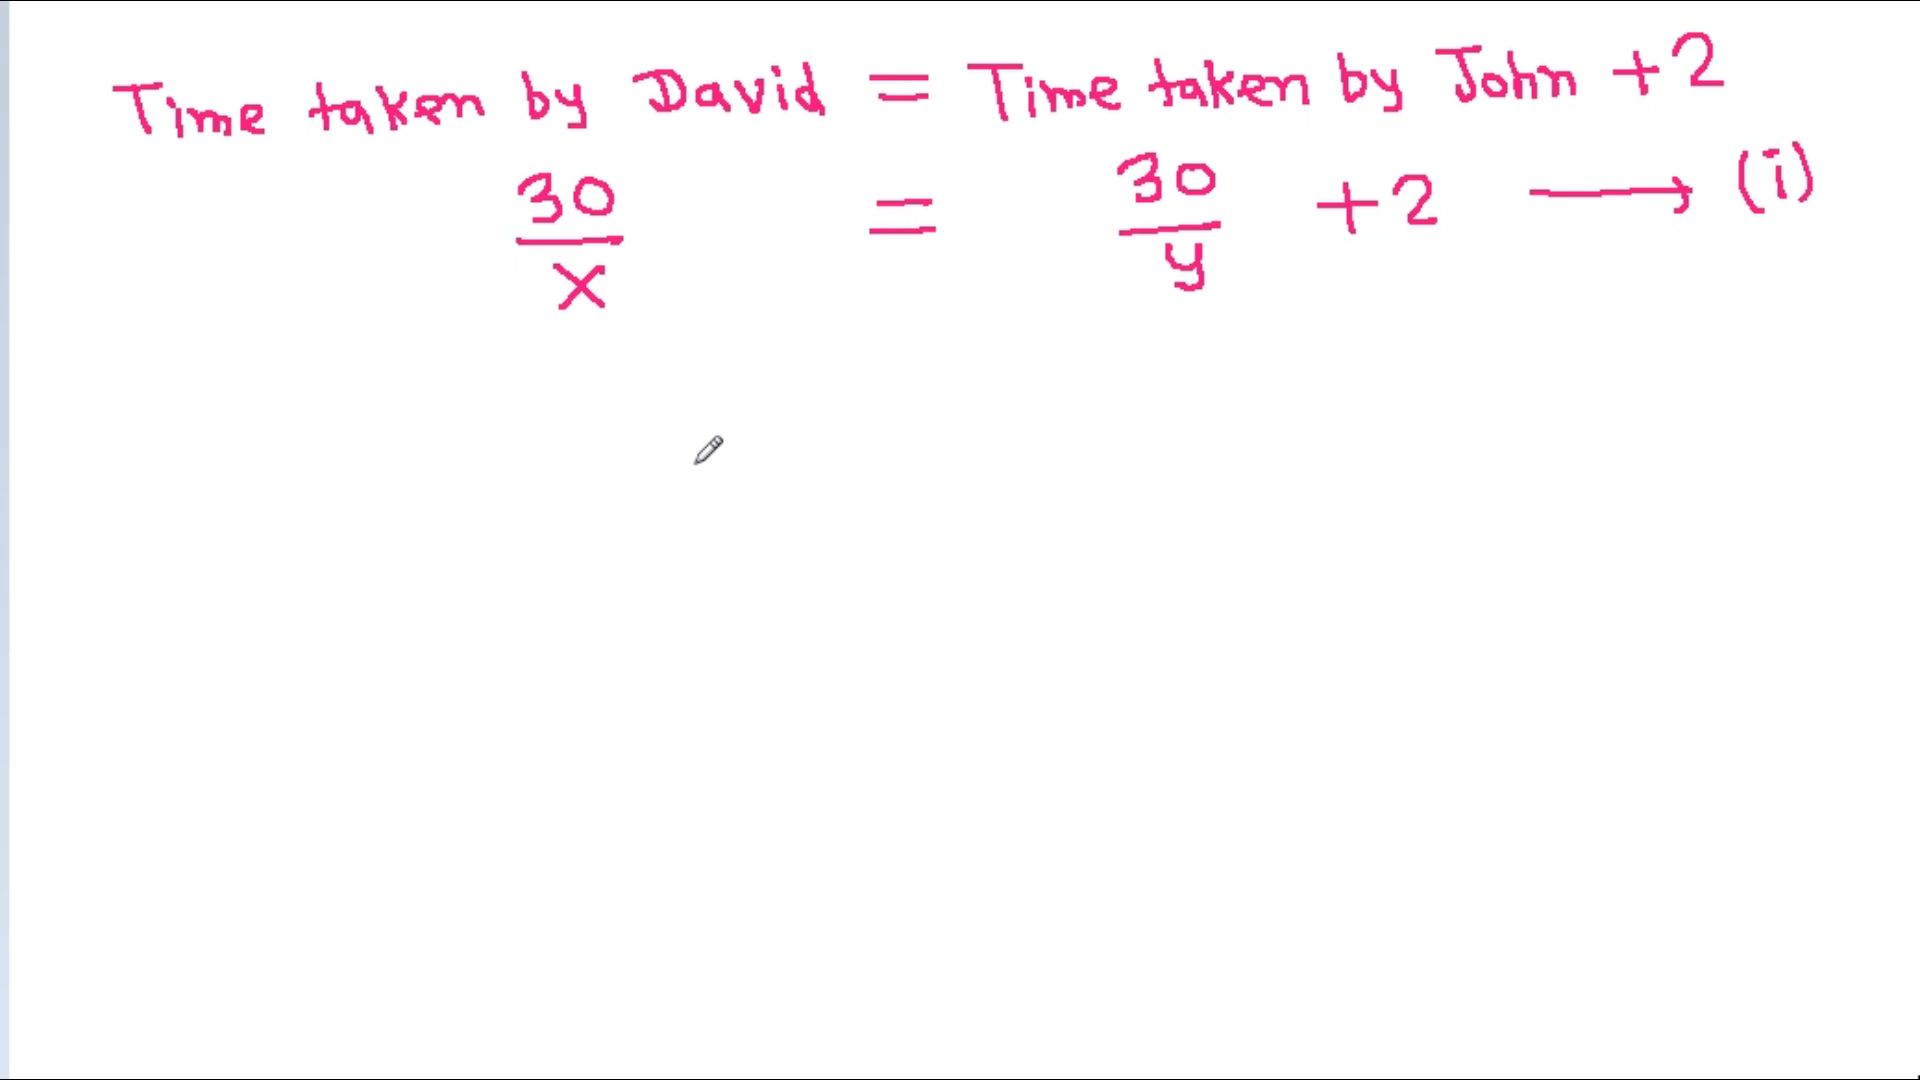 Time taken by David = Time taken by John +2
30/x = 30/y +2 ⟶ (i)